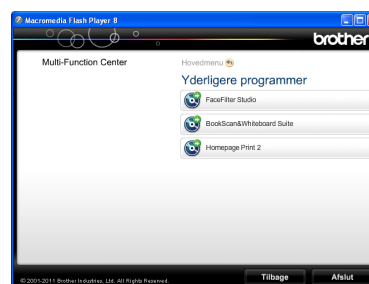 Macromedia Flash Player 8
brother
Multi-Function Center
Hovedmenu
Yderligere programmer
FaceFilter Studio
BookScan&Whiteboard Suite
Homepage Print 2
© 2001-2011 Brother Industries, Ltd. All Rights Reserved.
Tilbage
Afslut